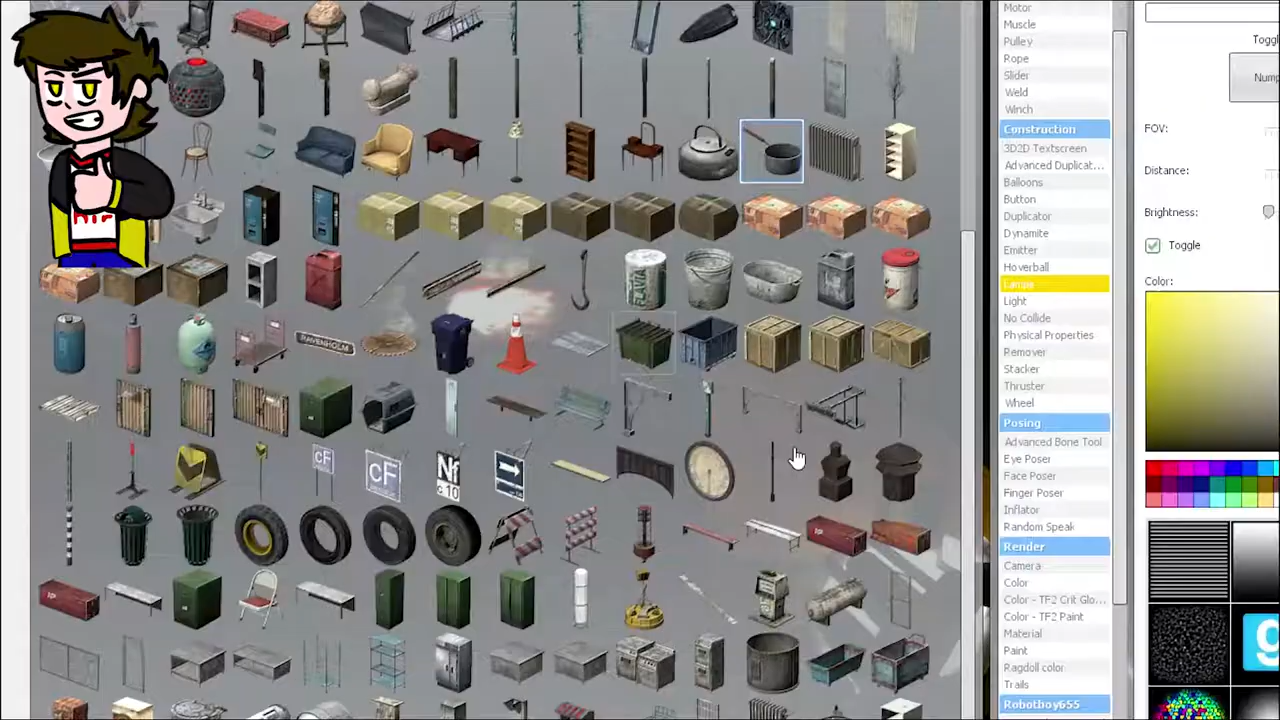 Motor
Muscle
Pulley
Rope
Slider
Weld
Winch
Construction
3D2D Textscreen
Advanced Duplicat...
Balloons
Button
Duplicator
Dynamite
Emitter
Hoverball
Lamps
Light
No Collide
Physical Properties
Remover
Stacker
Thruster
Wheel
Posing
Advanced Bone Tool
Eye Poser
Face Poser
Finger Poser
Inflator
Random Speak
Render
Camera
Color
Color - TF2 Crit Glo...
Color - TF2 Paint
Material
Paint
Ragdoll color
Trails
Robotboy655
Toggl
Num
FOV:
Distance:
Brightness:
Toggle
Color:
RAVENHOLM
cF
cF